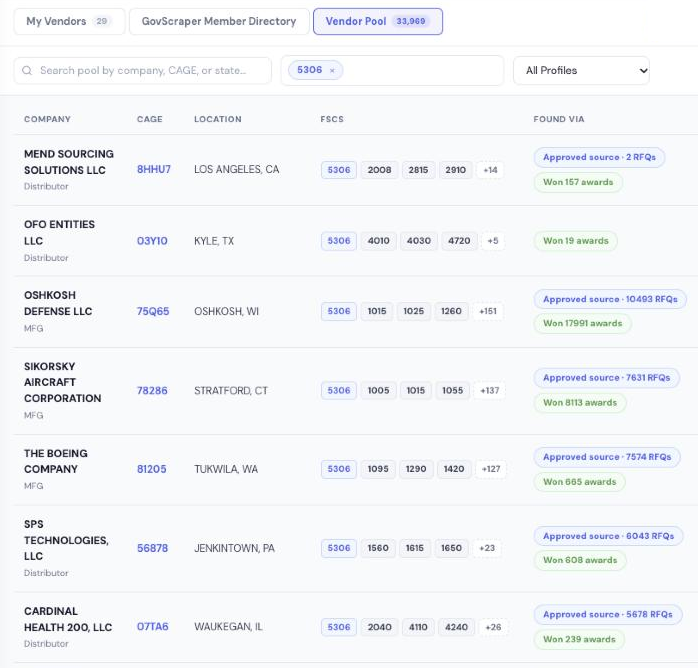 My Vendors 29 GovScraper Member Directory Vendor Pool 33,969
Search pool by company, CAGE, or state... 5306 × All Profiles
COMPANY CAGE LOCATION FSCS FOUND VIA
MEND SOURCING SOLUTIONS LLC
Distributor
8HHU7 LOS ANGELES, CA 5306 2008 2815 2910 +14
Approved source · 2 RFQs
Won 157 awards
OFO ENTITIES LLC
Distributor
03Y10 KYLE, TX 5306 4010 4030 4720 +5
Won 19 awards
OSHKOSH DEFENSE LLC
MFG
75Q65 OSHKOSH, WI 5306 1015 1025 1260 +151
Approved source · 10493 RFQs
Won 17991 awards
SIKORSKY AIRCRAFT CORPORATION
MFG
78286 STRATFORD, CT 5306 1005 1015 1055 +137
Approved source · 7631 RFQs
Won 8113 awards
THE BOEING COMPANY
MFG
81205 TUKWILA, WA 5306 1095 1290 1420 +127
Approved source · 7574 RFQs
Won 665 awards
SPS TECHNOLOGIES, LLC
Distributor
56878 JENKINTOWN, PA 5306 1560 1615 1650 +23
Approved source · 6043 RFQs
Won 608 awards
CARDINAL HEALTH 200, LLC
Distributor
07TA6 WAUKEGAN, IL 5306 2040 4110 4240 +26
Approved source · 5678 RFQs
Won 239 awards